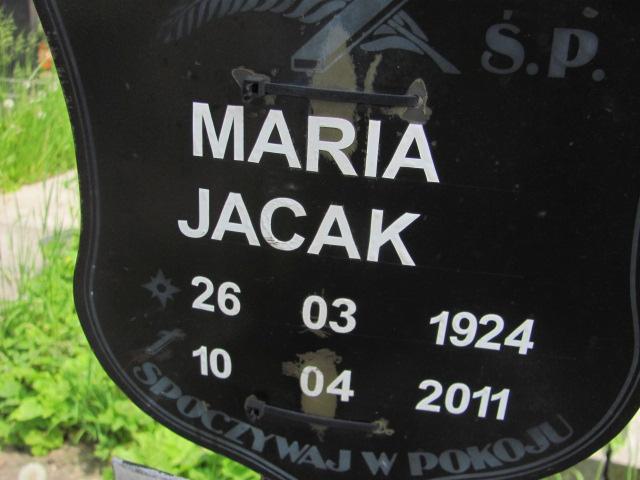 Ś.P.
MARIA
JACAK
26 03 1924
10 04 2011
SPOCZYWAJ W POKOJU